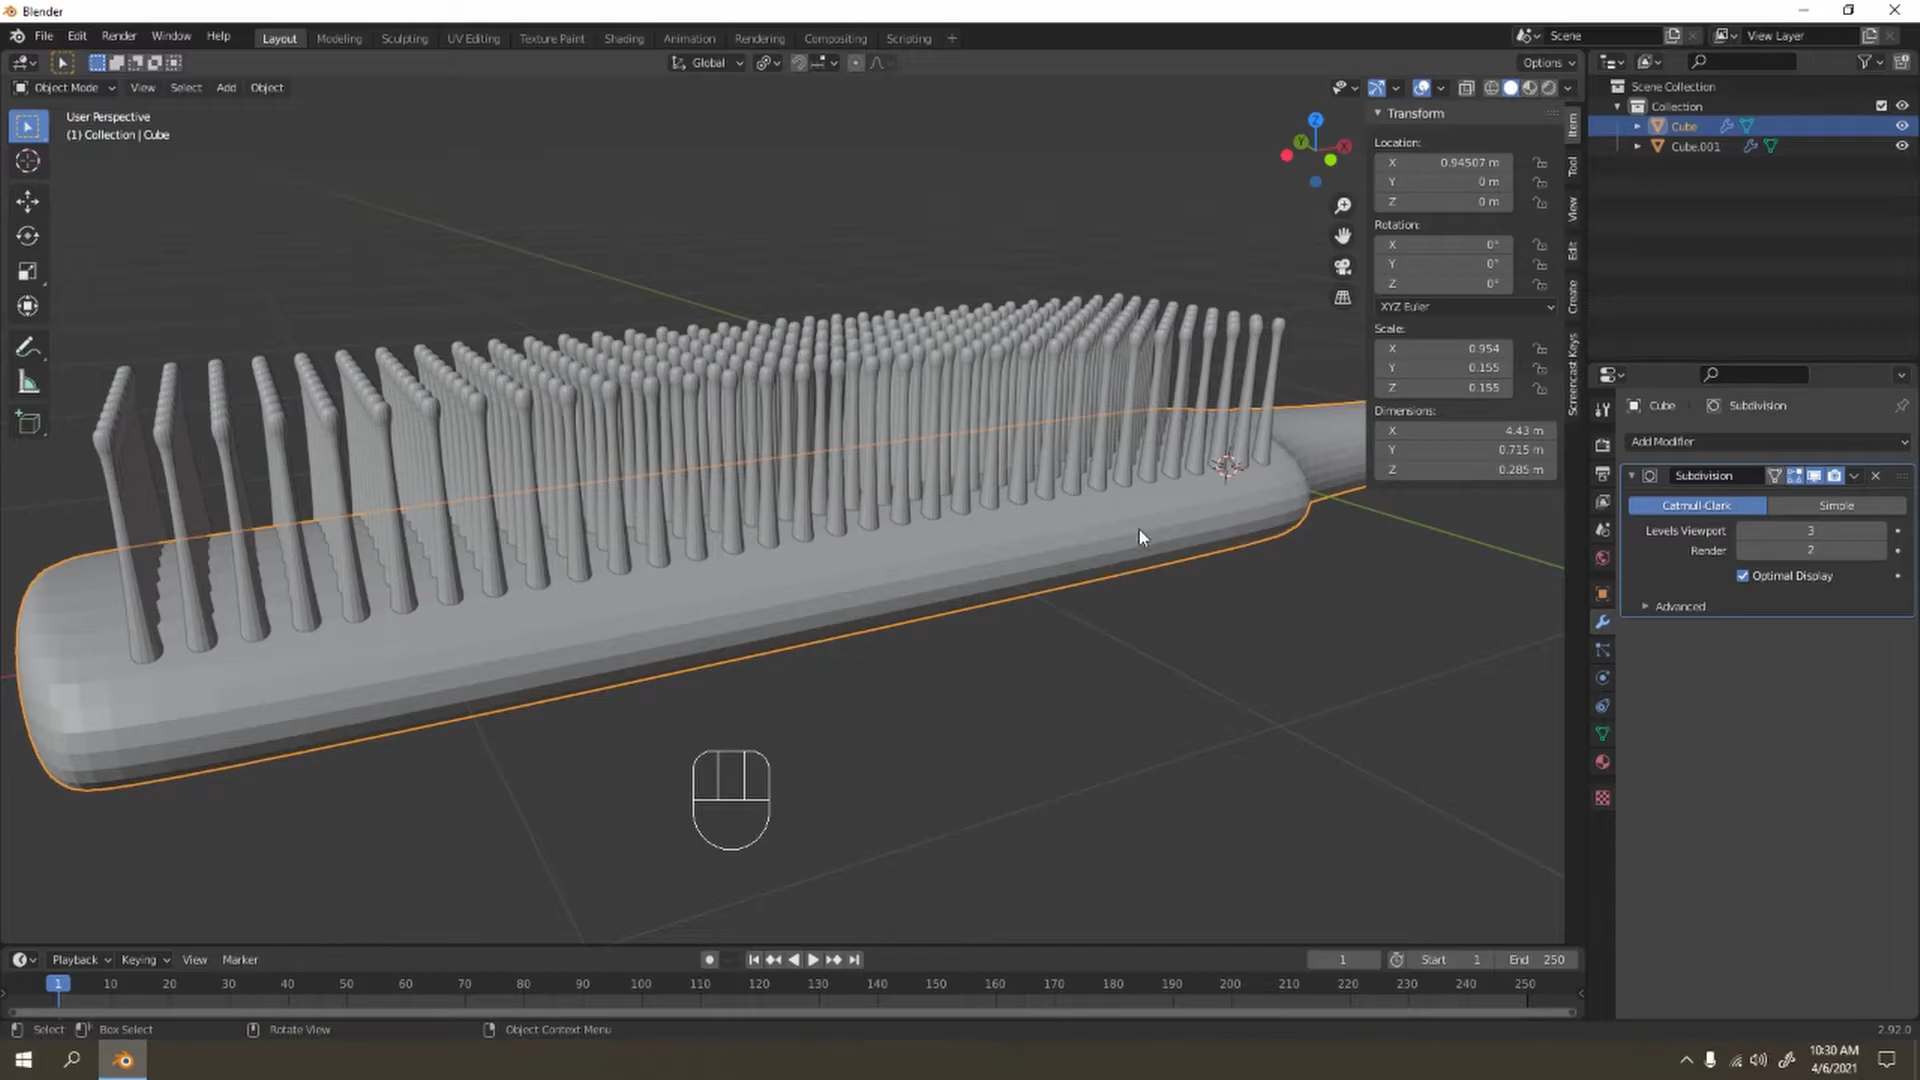 Blender
File Edit Render Window Help Layout Modeling Sculpting UV Editing Texture Paint Shading Animation Rendering Compositing Scripting + Scene View Layer
Global Options
Object Mode View Select Add Object
User Perspective
(1) Collection | Cube
Z
Y
X
Transform
Location:
X 0.94507 m
Y 0 m
Z 0 m
Rotation:
X 0°
Y 0°
Z 0°
XYZ Euler
Scale:
X 0.954
Y 0.155
Z 0.155
Dimensions:
X 4.43 m
Y 0.715 m
Z 0.285 m
Item
Tool
View
Edit
Create
Screencast Keys
Scene Collection
Collection
Cube
Cube.001
Cube Subdivision
Add Modifier
Subdivision
Catmull-Clark Simple
Levels Viewport 3
Render 2
Optimal Display
Advanced
Playback Keying View Marker 1 Start 1 End 250
1 10 20 30 40 50 60 70 80 90 100 110 120 130 140 150 160 170 180 190 200 210 220 230 240 250
Select Box Select Rotate View Object Context Menu 2.92.0
10:30 AM
4/6/2021